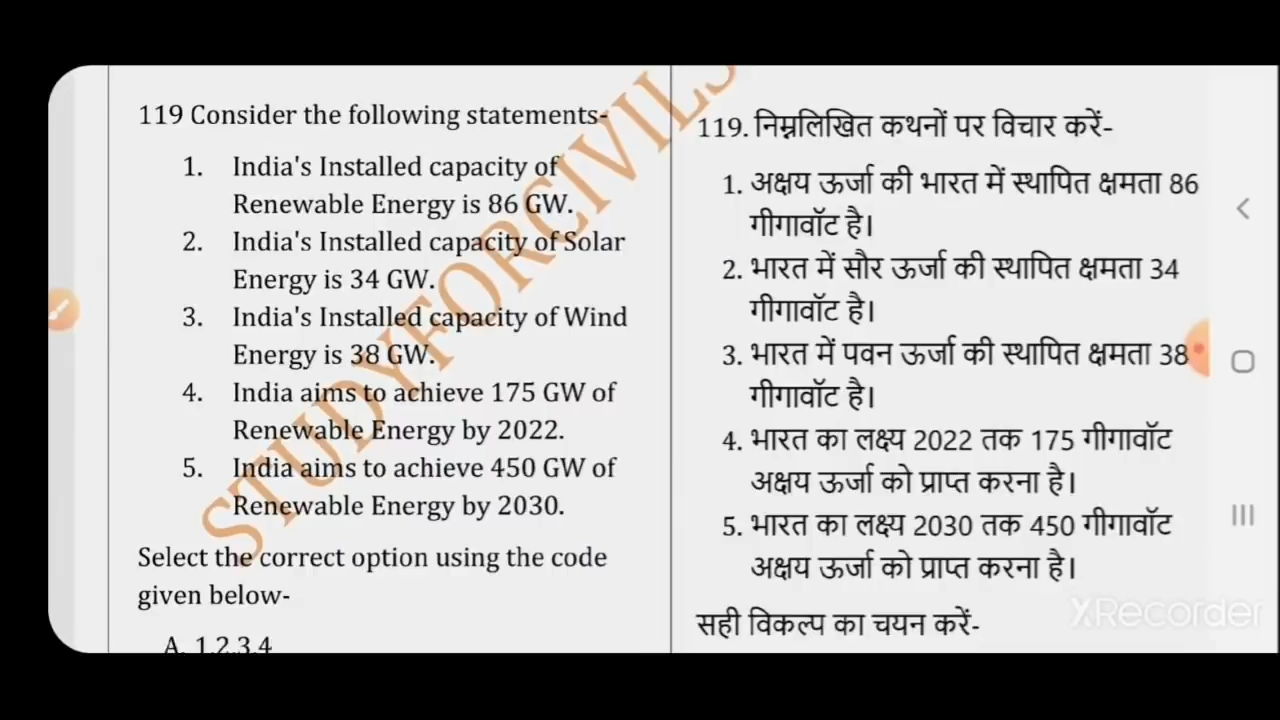 119 Consider the following statements-
1. India's Installed capacity of
Renewable Energy is 86 GW.
2. India's Installed capacity of Solar
Energy is 34 GW.
3. India's Installed capacity of Wind
Energy is 38 GW.
4. India aims to achieve 175 GW of
Renewable Energy by 2022.
5. India aims to achieve 450 GW of
Renewable Energy by 2030.
Select the correct option using the code
given below-
A. 1,2,3,4
119. निम्नलिखित कथनों पर विचार करें-
1. अक्षय ऊर्जा की भारत में स्थापित क्षमता 86
गीगावॉट है।
2. भारत में सौर ऊर्जा की स्थापित क्षमता 34
गीगावॉट है।
3. भारत में पवन ऊर्जा की स्थापित क्षमता 38
गीगावॉट है।
4. भारत का लक्ष्य 2022 तक 175 गीगावॉट
अक्षय ऊर्जा को प्राप्त करना है।
5. भारत का लक्ष्य 2030 तक 450 गीगावॉट
अक्षय ऊर्जा को प्राप्त करना है।
सही विकल्प का चयन करें-
STUDYFORCIVILS
XRecorder